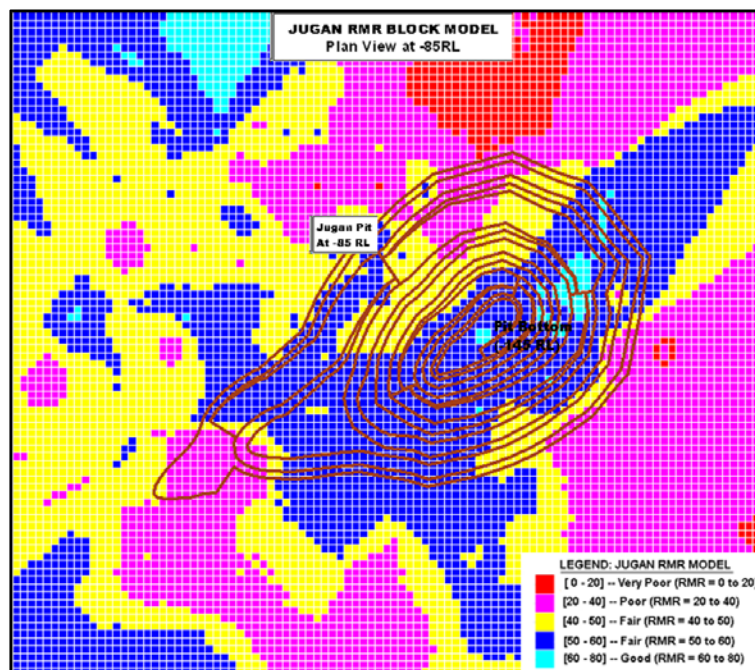 JUGAN RMR BLOCK MODEL
Plan View at -85RL
Jugan Pit
At -85 RL
Pit Bottom
(-145 RL)
LEGEND: JUGAN RMR MODEL
[ 0 - 20] -- Very Poor (RMR = 0 to 20)
[20 - 40] -- Poor (RMR = 20 to 40)
[40 - 50] -- Fair (RMR = 40 to 50)
[50 - 60] -- Fair (RMR = 50 to 60)
[60 - 80] -- Good (RMR = 60 to 80)